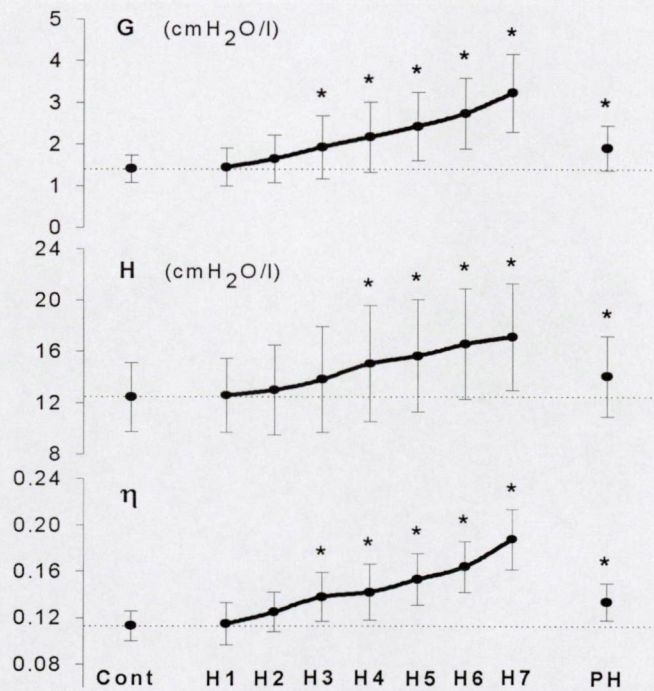 5
G (cmH2O/l)
* * * * * *
4
3
2
1
0
24
H (cmH2O/l)
* * * * *
20
16
12
8
0.24
η
* * * * * *
0.20
0.16
0.12
0.08
Cont H1 H2 H3 H4 H5 H6 H7 PH